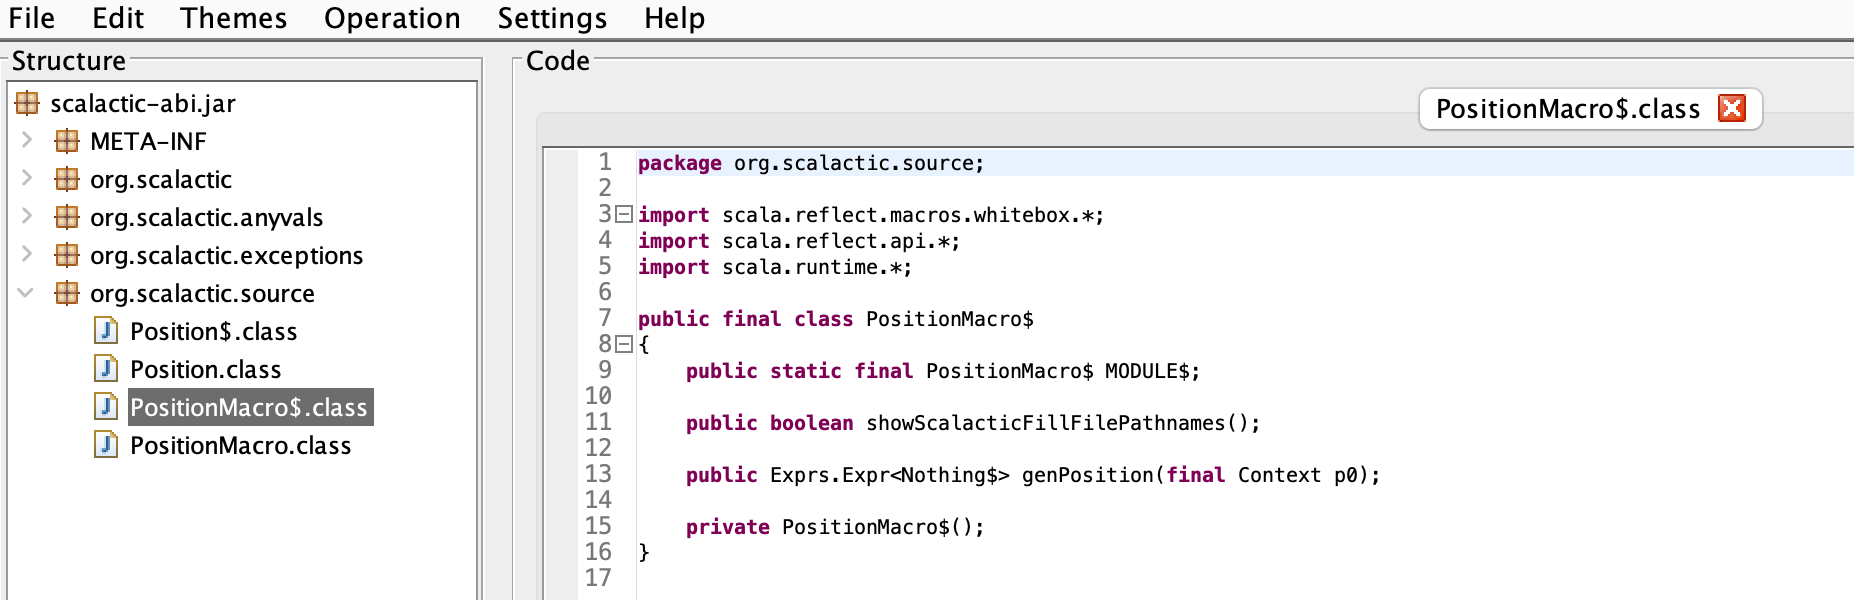 File Edit Themes Operation Settings Help
Structure
scalactic-abi.jar
META-INF
org.scalactic
org.scalactic.anyvals
org.scalactic.exceptions
org.scalactic.source
Position$.class
Position.class
PositionMacro$.class
PositionMacro.class
Code
PositionMacro$.class
1 package org.scalactic.source;
2
3 import scala.reflect.macros.whitebox.*;
4 import scala.reflect.api.*;
5 import scala.runtime.*;
6
7 public final class PositionMacro$
8 {
9 public static final PositionMacro$ MODULE$;
10
11 public boolean showScalacticFillFilePathnames();
12
13 public Exprs.Expr<Nothing$> genPosition(final Context p0);
14
15 private PositionMacro$();
16 }
17